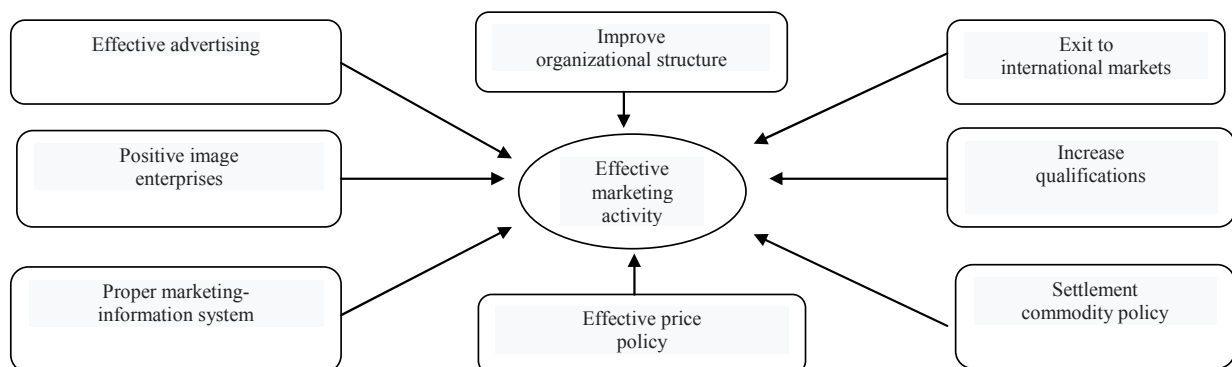 Effective advertising
Improve
organizational structure
Exit to
international markets
Positive image
enterprises
Effective
marketing
activity
Increase
qualifications
Proper marketing-
information system
Effective price
policy
Settlement
commodity policy